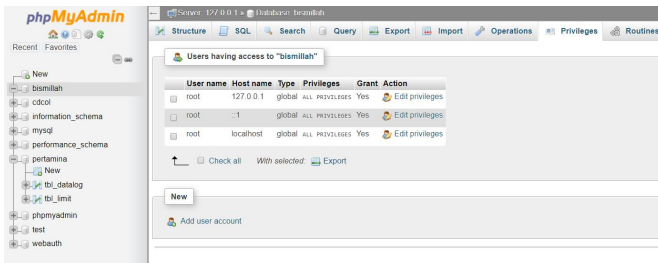 phpMyAdmin
Recent Favorites
New
bismillah
cdcol
information_schema
mysql
performance_schema
pertamina
New
tbl_datalog
tbl_limit
phpmyadmin
test
webauth
Server: 127.0.0.1 » Database: bismillah
Structure SQL Search Query Export Import Operations Privileges Routines
Users having access to "bismillah"
User name Host name Type Privileges Grant Action
root 127.0.0.1 global ALL PRIVILEGES Yes Edit privileges
root ::1 global ALL PRIVILEGES Yes Edit privileges
root localhost global ALL PRIVILEGES Yes Edit privileges
Check all With selected: Export
New
Add user account